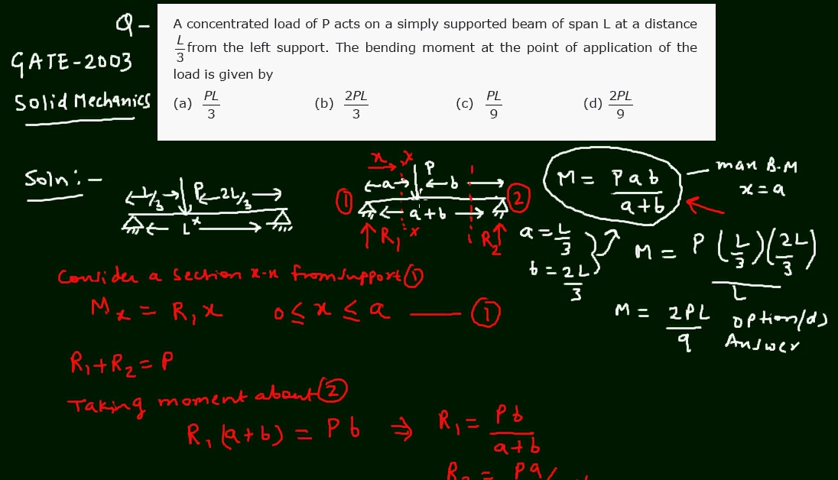 Q-
GATE-2003
Solid Mechanics
A concentrated load of P acts on a simply supported beam of span L at a distance
L/3 from the left support. The bending moment at the point of application of the
load is given by
(a) PL/3 (b) 2PL/3 (c) PL/9 (d) 2PL/9
Soln:-
L/3 P 2L/3
L
x x P
a b
① a+b ②
R₁ x R₂
M = Pab/a+b
max B.M
x=a
a = L/3
b = 2L/3
M = P (L/3)(2L/3)/L
M = 2PL/9 option(d)
Answer
Consider a section x-x from support ①
Mx = R₁x 0 ≤ x ≤ a —— ①
R₁+R₂=P
Taking moment about ②
R₁(a+b) = Pb ⇒ R₁ = Pb/a+b
R₂ = Pa/